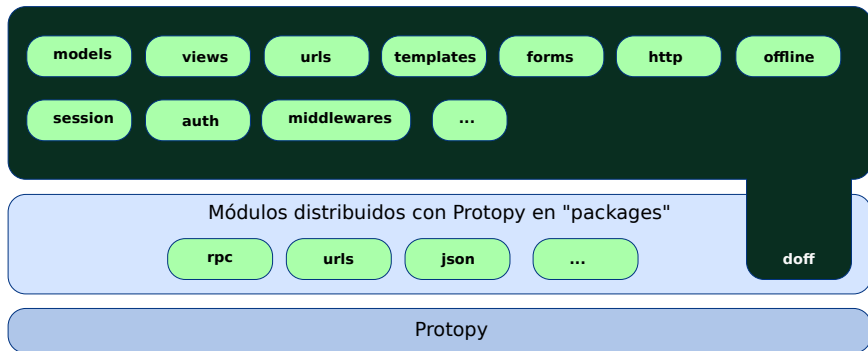 models views urls templates forms http offline
session auth middlewares ...
Módulos distribuidos con Protopy en "packages"
rpc urls json ... doff
Protopy